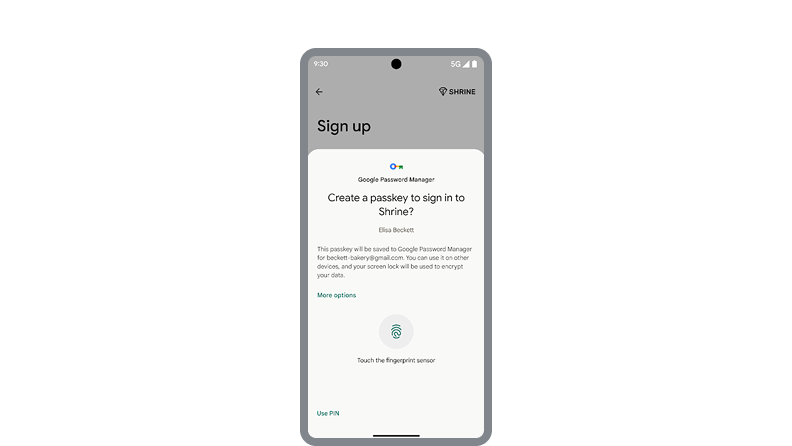 9:30
5G
SHRINE
Sign up
Google Password Manager
Create a passkey to sign in to
Shrine?
Elisa Beckett
This passkey will be saved to Google Password Manager
for beckett-bakery@gmail.com. You can use it on other
devices, and your screen lock will be used to encrypt
your data.
More options
Touch the fingerprint sensor
Use PIN